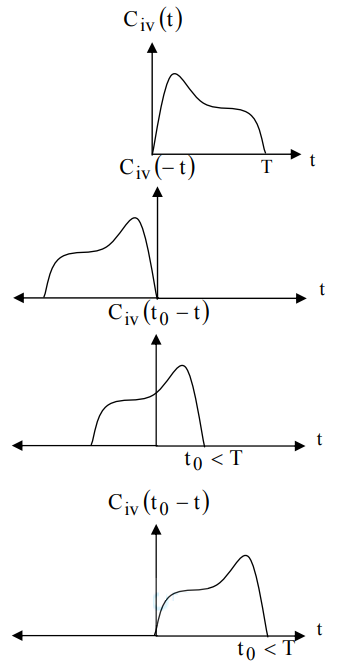 C_iv(t)
T t
C_iv(−t)
t
C_iv(t_0 − t)
t
t_0 < T
C_iv(t_0 − t)
t
t_0 < T